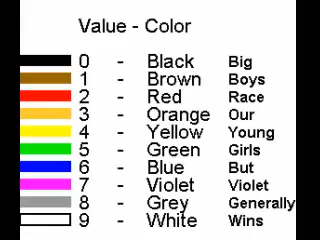 Value - Color
0 - Black Big
1 - Brown Boys
2 - Red Race
3 - Orange Our
4 - Yellow Young
5 - Green Girls
6 - Blue But
7 - Violet Violet
8 - Grey Generally
9 - White Wins